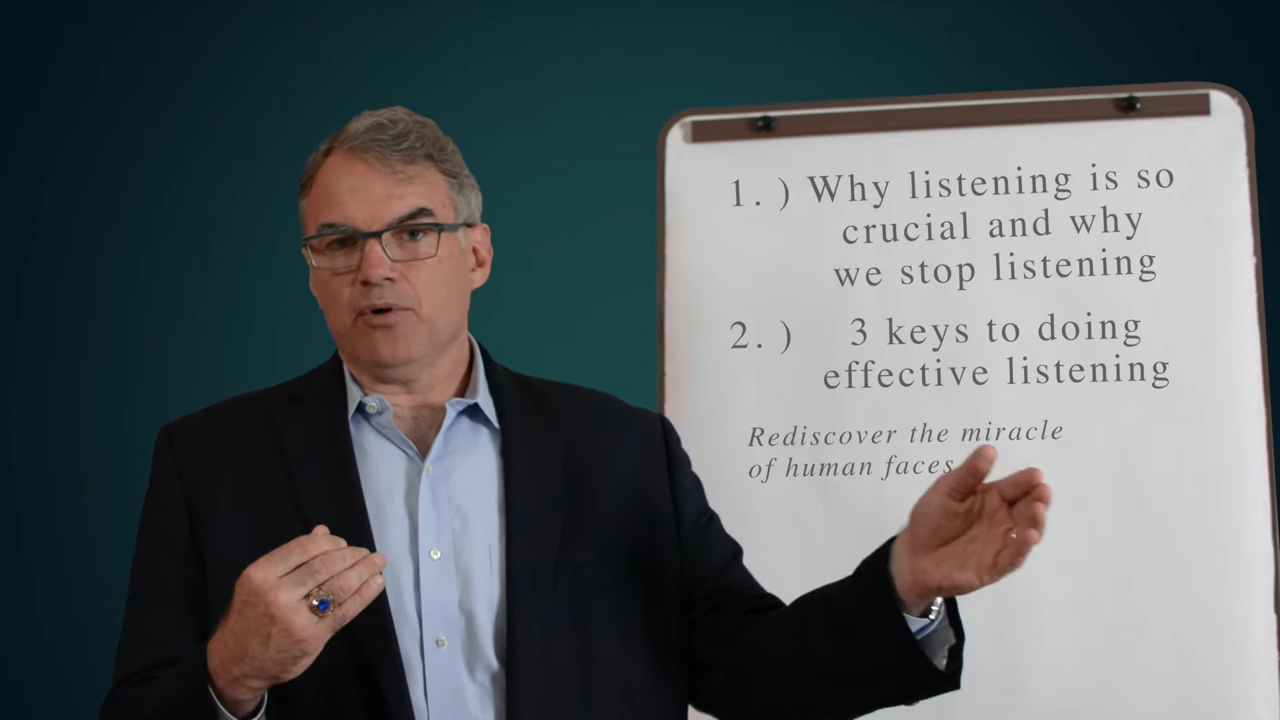 1. ) Why listening is so
crucial and why
we stop listening
2. ) 3 keys to doing
effective listening
Rediscover the miracle
of human faces